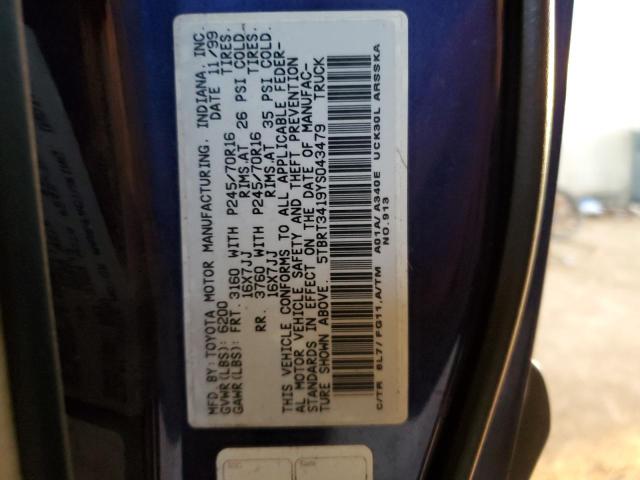 MFD BY: TOYOTA MOTOR MANUFACTURING, INDIANA, INC.
GVWR(LBS): 6200 DATE 11/99
GAWR(LBS): FRT. 3160 WITH P245/70R16 TIRES.
16X7JJ RIMS.AT 26 PSI COLD.
RR. 3760 WITH P245/70R16 TIRES.
16X7JJ RIMS.AT 35 PSI COLD.
THIS VEHICLE CONFORMS TO ALL APPLICABLE FEDER-
AL MOTOR VEHICLE SAFETY AND THEFT PREVENTION
STANDARDS IN EFFECT ON THE DATE OF MANUFAC-
TURE SHOWN ABOVE. 5TBRT3419YS043479 TRUCK
C/TR 8L7/FG11,A/TM A01A/A340E UCK30L ARSSKA
NO.913